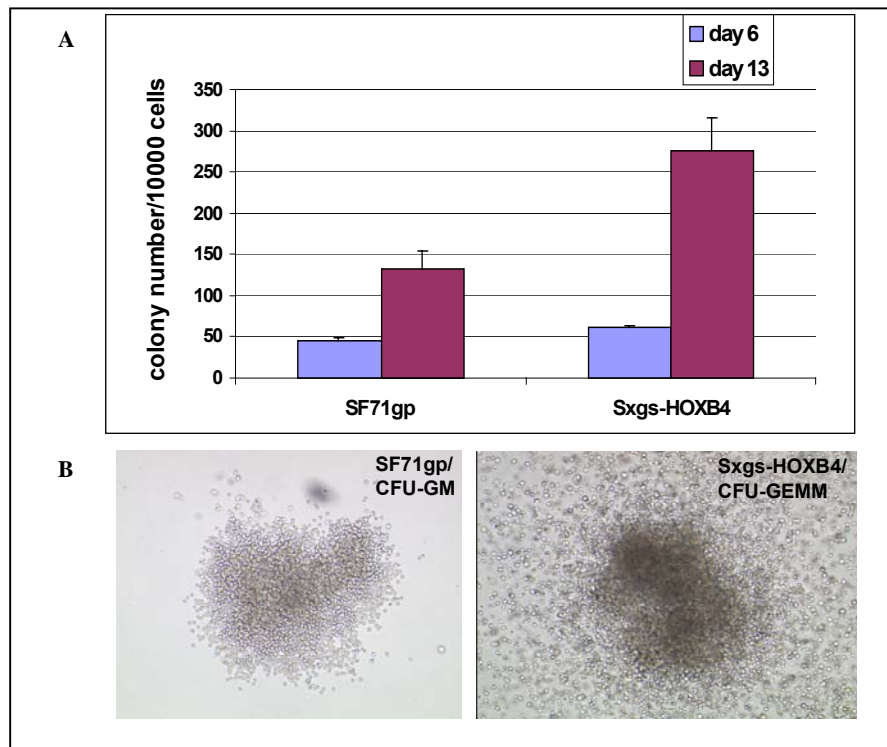 A
day 6
day 13
350
300
250
200
150
100
50
0
colony number/10000 cells
SF71gp
Sxgs-HOXB4
B
SF71gp/
CFU-GM
Sxgs-HOXB4/
CFU-GEMM